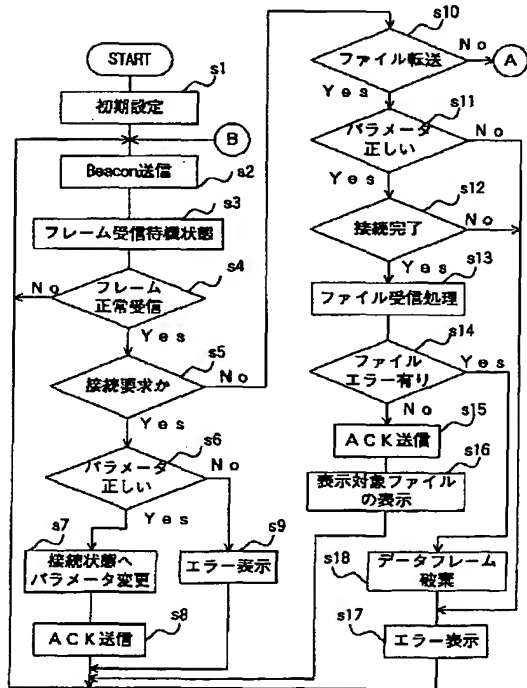 START
s1
初期設定
B
s2
Beacon送信
s3
フレーム受信待機状態
s4
フレーム
正常受信
No
Yes
s5
接続要求か
No
Yes
s6
パラメータ
正しい
No
Yes
s7
接続状態へ
パラメータ変更
s9
エラー表示
s8
ACK送信
s10
ファイル転送
No
A
Yes
s11
パラメータ
正しい
No
Yes
s12
接続完了
No
Yes
s13
ファイル受信処理
s14
ファイル
エラー有り
Yes
No
s15
ACK送信
s16
表示対象ファイル
の表示
s18
データフレーム
破案
s17
エラー表示